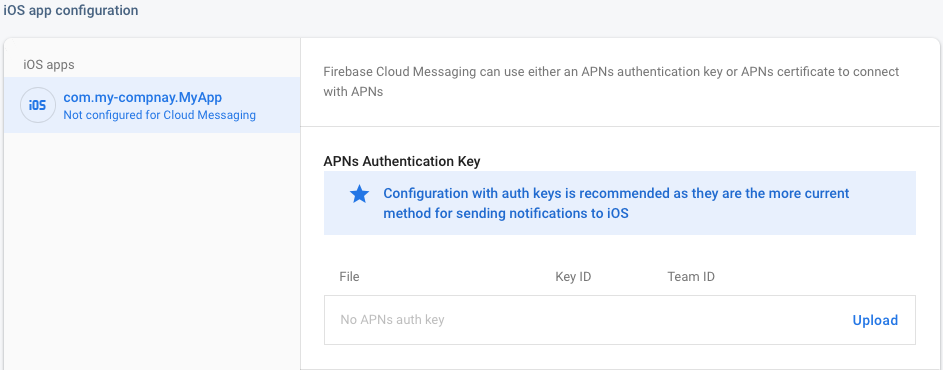 iOS app configuration
iOS apps
iOS
com.my-compnay.MyApp
Not configured for Cloud Messaging
Firebase Cloud Messaging can use either an APNs authentication key or APNs certificate to connect
with APNs
APNs Authentication Key
Configuration with auth keys is recommended as they are the more current
method for sending notifications to iOS
File Key ID Team ID
No APNs auth key Upload